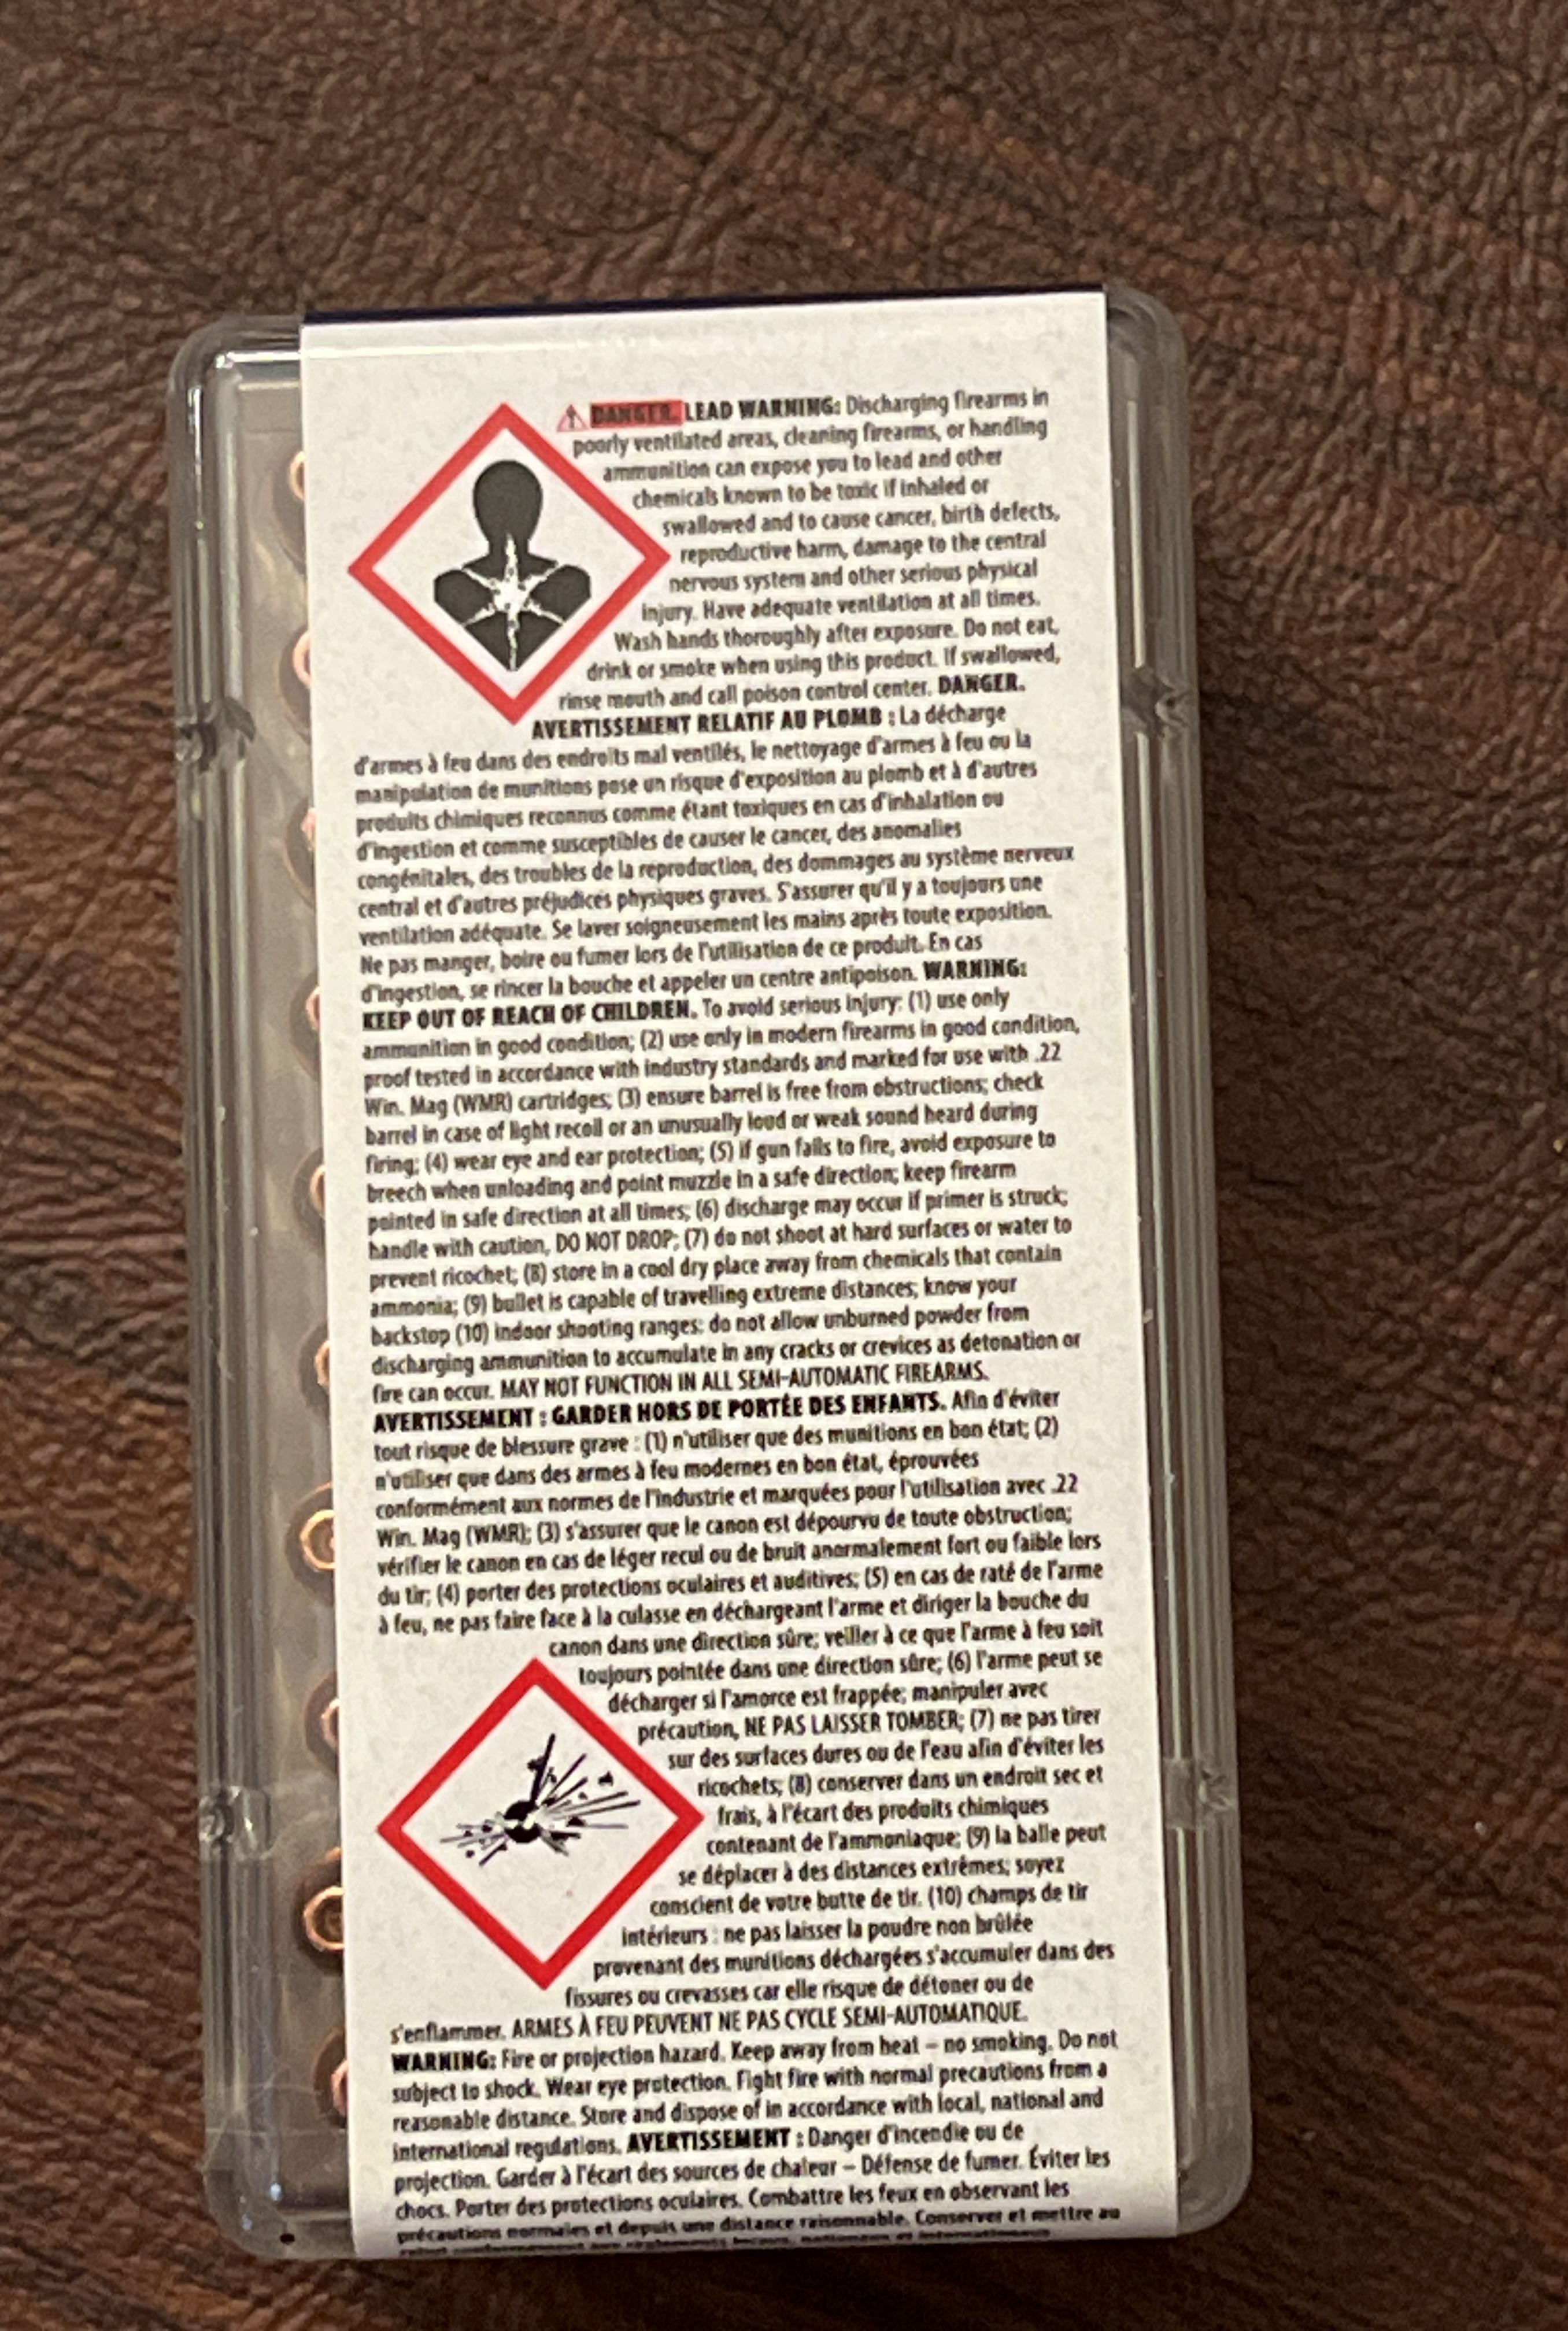 DANGER. LEAD WARNING: Discharging firearms in
poorly ventilated areas, cleaning firearms, or handling
ammunition can expose you to lead and other
chemicals known to be toxic if inhaled or
swallowed and to cause cancer, birth defects,
reproductive harm, damage to the central
nervous system and other serious physical
injury. Have adequate ventilation at all times.
Wash hands thoroughly after exposure. Do not eat,
drink or smoke when using this product. If swallowed,
rinse mouth and call poison control center. DANGER.
AVERTISSEMENT RELATIF AU PLOMB : La décharge
d'armes à feu dans des endroits mal ventilés, le nettoyage d'armes à feu ou la
manipulation de munitions pose un risque d'exposition au plomb et à d'autres
produits chimiques reconnus comme étant toxiques en cas d'inhalation ou
d'ingestion et comme susceptibles de causer le cancer, des anomalies
congénitales, des troubles de la reproduction, des dommages au système nerveux
central et d'autres préjudices physiques graves. S'assurer qu'il y a toujours une
ventilation adéquate. Se laver soigneusement les mains après toute exposition.
Ne pas manger, boire ou fumer lors de l'utilisation de ce produit. En cas
d'ingestion, se rincer la bouche et appeler un centre antipoison. WARNING:
KEEP OUT OF REACH OF CHILDREN. To avoid serious injury: (1) use only
ammunition in good condition; (2) use only in modern firearms in good condition,
proof tested in accordance with industry standards and marked for use with .22
Win. Mag (WMR) cartridges; (3) ensure barrel is free from obstructions; check
barrel in case of light recoil or an unusually loud or weak sound heard during
firing; (4) wear eye and ear protection; (5) if gun fails to fire, avoid exposure to
breech when unloading and point muzzle in a safe direction; keep firearm
pointed in safe direction at all times; (6) discharge may occur if primer is struck;
handle with caution, DO NOT DROP; (7) do not shoot at hard surfaces or water to
prevent ricochet; (8) store in a cool dry place away from chemicals that contain
ammonia; (9) bullet is capable of travelling extreme distances; know your
backstop (10) indoor shooting ranges: do not allow unburned powder from
discharging ammunition to accumulate in any cracks or crevices as detonation or
fire can occur. MAY NOT FUNCTION IN ALL SEMI-AUTOMATIC FIREARMS.
AVERTISSEMENT : GARDER HORS DE PORTÉE DES ENFANTS. Afin d'éviter
tout risque de blessure grave : (1) n'utiliser que des munitions en bon état; (2)
n'utiliser que dans des armes à feu modernes en bon état, éprouvées
conformément aux normes de l'industrie et marquées pour l'utilisation avec .22
Win. Mag (WMR); (3) s'assurer que le canon est dépourvu de toute obstruction;
vérifier le canon en cas de léger recul ou de bruit anormalement fort ou faible lors
du tir; (4) porter des protections oculaires et auditives; (5) en cas de raté de l'arme
à feu, ne pas faire face à la culasse en déchargeant l'arme et diriger la bouche du
canon dans une direction sûre; veiller à ce que l'arme à feu soit
toujours pointée dans une direction sûre; (6) l'arme peut se
décharger si l'amorce est frappée; manipuler avec
précaution, NE PAS LAISSER TOMBER; (7) ne pas tirer
sur des surfaces dures ou de l'eau afin d'éviter les
ricochets; (8) conserver dans un endroit sec et
frais, à l'écart des produits chimiques
contenant de l'ammoniaque; (9) la balle peut
se déplacer à des distances extrêmes; soyez
conscient de votre butte de tir. (10) champs de tir
intérieurs : ne pas laisser la poudre non brûlée
provenant des munitions déchargées s'accumuler dans des
fissures ou crevasses car elle risque de détoner ou de
s'enflammer. ARMES À FEU PEUVENT NE PAS CYCLE SEMI-AUTOMATIQUE.
WARNING: Fire or projection hazard. Keep away from heat – no smoking. Do not
subject to shock. Wear eye protection. Fight fire with normal precautions from a
reasonable distance. Store and dispose of in accordance with local, national and
international regulations. AVERTISSEMENT : Danger d'incendie ou de
projection. Garder à l'écart des sources de chaleur – Défense de fumer. Éviter les
chocs. Porter des protections oculaires. Combattre les feux en observant les
précautions normales et depuis une distance raisonnable. Conserver et mettre au